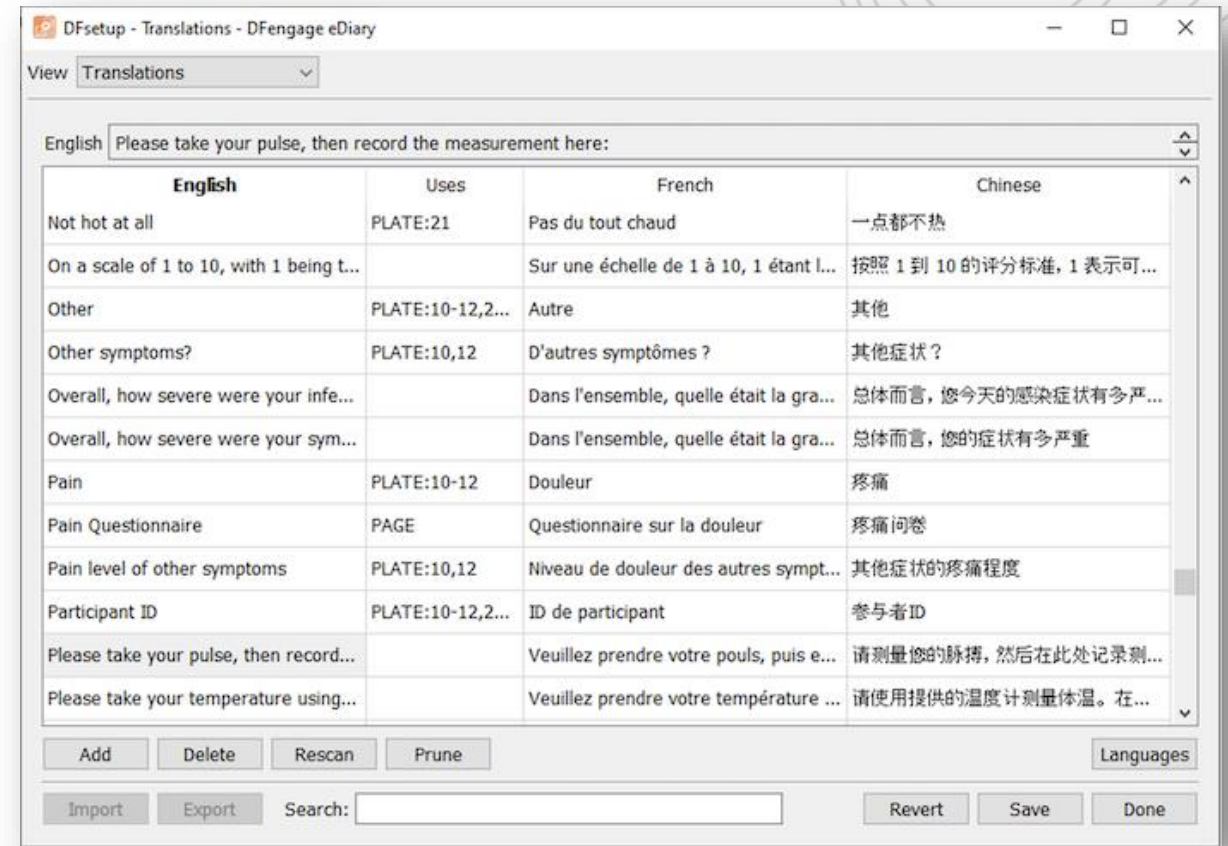 DFsetup - Translations - DFengage eDiary
View Translations
English Please take your pulse, then record the measurement here:
English Uses French Chinese
Not hot at all PLATE:21 Pas du tout chaud 一点都不热
On a scale of 1 to 10, with 1 being t... Sur une échelle de 1 à 10, 1 étant l... 按照 1 到 10 的评分标准，1 表示可...
Other PLATE:10-12,2... Autre 其他
Other symptoms? PLATE:10,12 D'autres symptômes ? 其他症状？
Overall, how severe were your infe... Dans l'ensemble, quelle était la gra... 总体而言，您今天的感染症状有多严...
Overall, how severe were your sym... Dans l'ensemble, quelle était la gra... 总体而言，您的症状有多严重
Pain PLATE:10-12 Douleur 疼痛
Pain Questionnaire PAGE Questionnaire sur la douleur 疼痛问卷
Pain level of other symptoms PLATE:10,12 Niveau de douleur des autres sympt... 其他症状的疼痛程度
Participant ID PLATE:10-12,2... ID de participant 参与者ID
Please take your pulse, then record... Veuillez prendre votre pouls, puis e... 请测量您的脉搏，然后在此处记录测...
Please take your temperature using... Veuillez prendre votre température ... 请使用提供的温度计测量体温。在...
Add Delete Rescan Prune Languages
Import Export Search: Revert Save Done